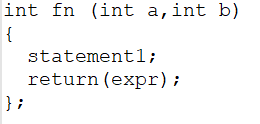 int fn (int a,int b)
{
  statement1;
  return(expr);
};